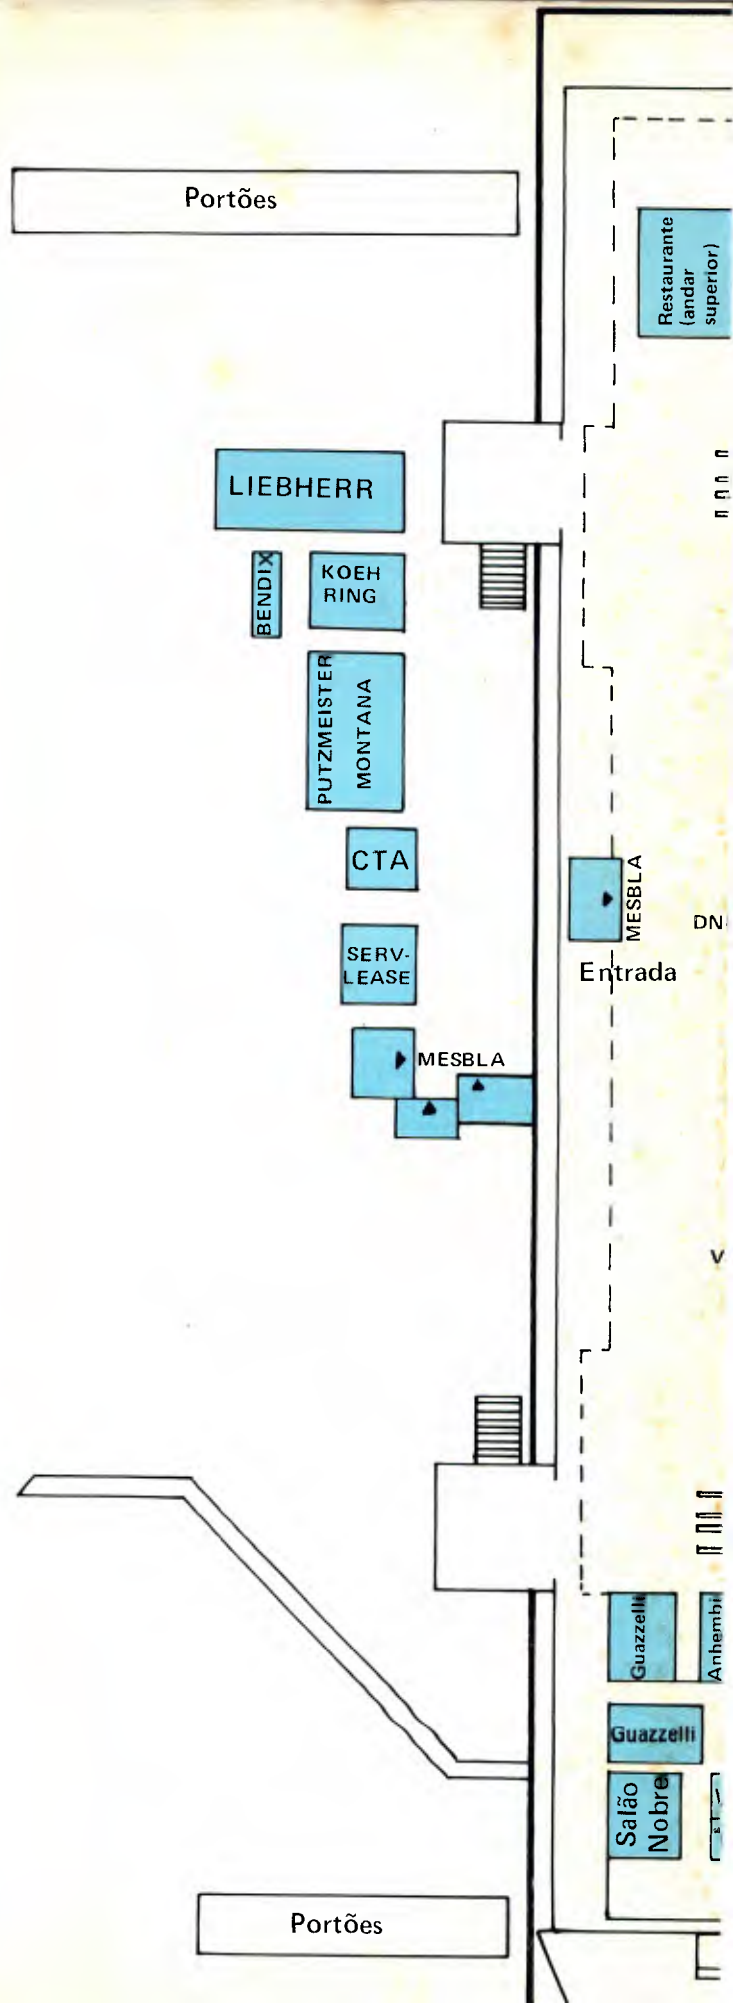 Portões
Restaurante
(andar
superior)
LIEBHERR
BENDIX
KOEH
RING
PUTZMEISTER
MONTANA
CTA
MESBLA
SERV-
LEASE
DN
Entrada
MESBLA
V
Guazzelli
Anhembi
Guazzelli
Salão
Nobre
Portões